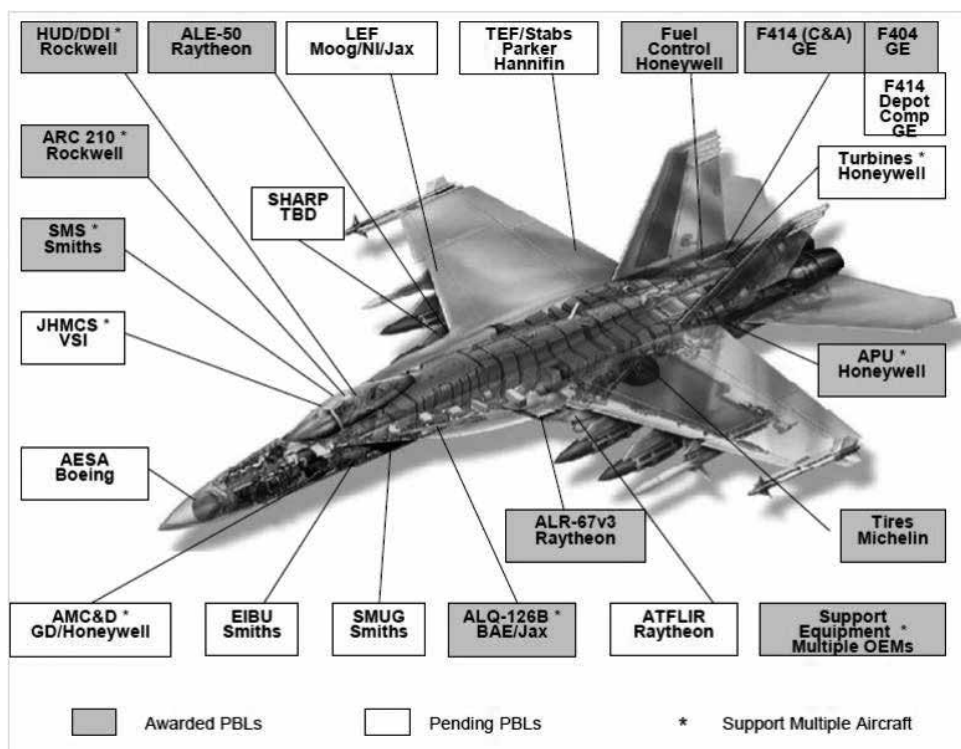 HUD/DDI *
Rockwell
ALE-50
Raytheon
LEF
Moog/NI/Jax
TEF/Stabs
Parker
Hannifin
Fuel
Control
Honeywell
F414 (C&A)
GE
F404
GE
F414
Depot
Comp
GE
ARC 210 *
Rockwell
Turbines *
Honeywell
SHARP
TBD
SMS *
Smiths
JHMCS *
VSI
APU *
Honeywell
AESA
Boeing
ALR-67v3
Raytheon
Tires
Michelin
AMC&D *
GD/Honeywell
EIBU
Smiths
SMUG
Smiths
ALQ-126B *
BAE/Jax
ATFLIR
Raytheon
Support
Equipment *
Multiple OEMs
Awarded PBLs
Pending PBLs
* Support Multiple Aircraft